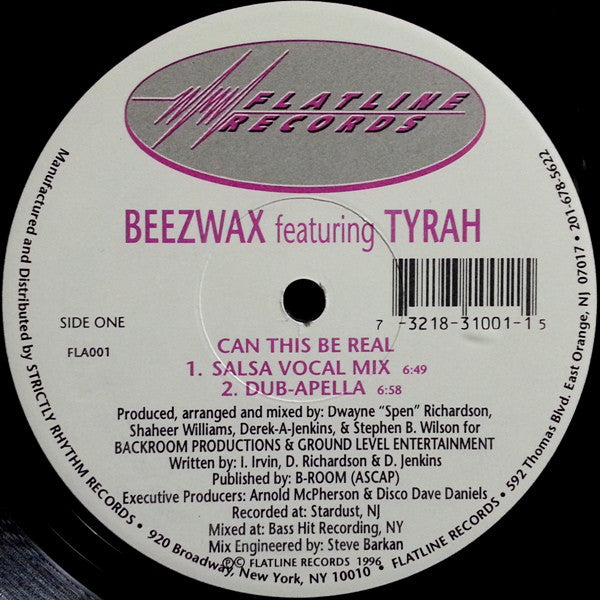 FLATLINE
RECORDS
BEEZWAX featuring TYRAH
7 -3218-31001-1 5
SIDE ONE
FLA001
CAN THIS BE REAL
1. SALSA VOCAL MIX 6:49
2. DUB-APELLA 6:58
Produced, arranged and mixed by: Dwayne “Spen” Richardson,
Shaheer Williams, Derek-A-Jenkins, & Stephen B. Wilson for
BACKROOM PRODUCTIONS & GROUND LEVEL ENTERTAINMENT
Written by: I. Irvin, D. Richardson & D. Jenkins
Published by: B-ROOM (ASCAP)
Executive Producers: Arnold McPherson & Disco Dave Daniels
Recorded at: Stardust, NJ
Mixed at: Bass Hit Recording, NY
Mix Engineered by: Steve Barkan
℗© FLATLINE RECORDS 1996
Manufactured and Distributed by STRICTLY RHYTHM RECORDS • 920 Broadway, New York, NY 10010 • FLATLINE RECORDS • 592 Thomas Blvd. East Orange, NJ 07017 • 201-678-5622